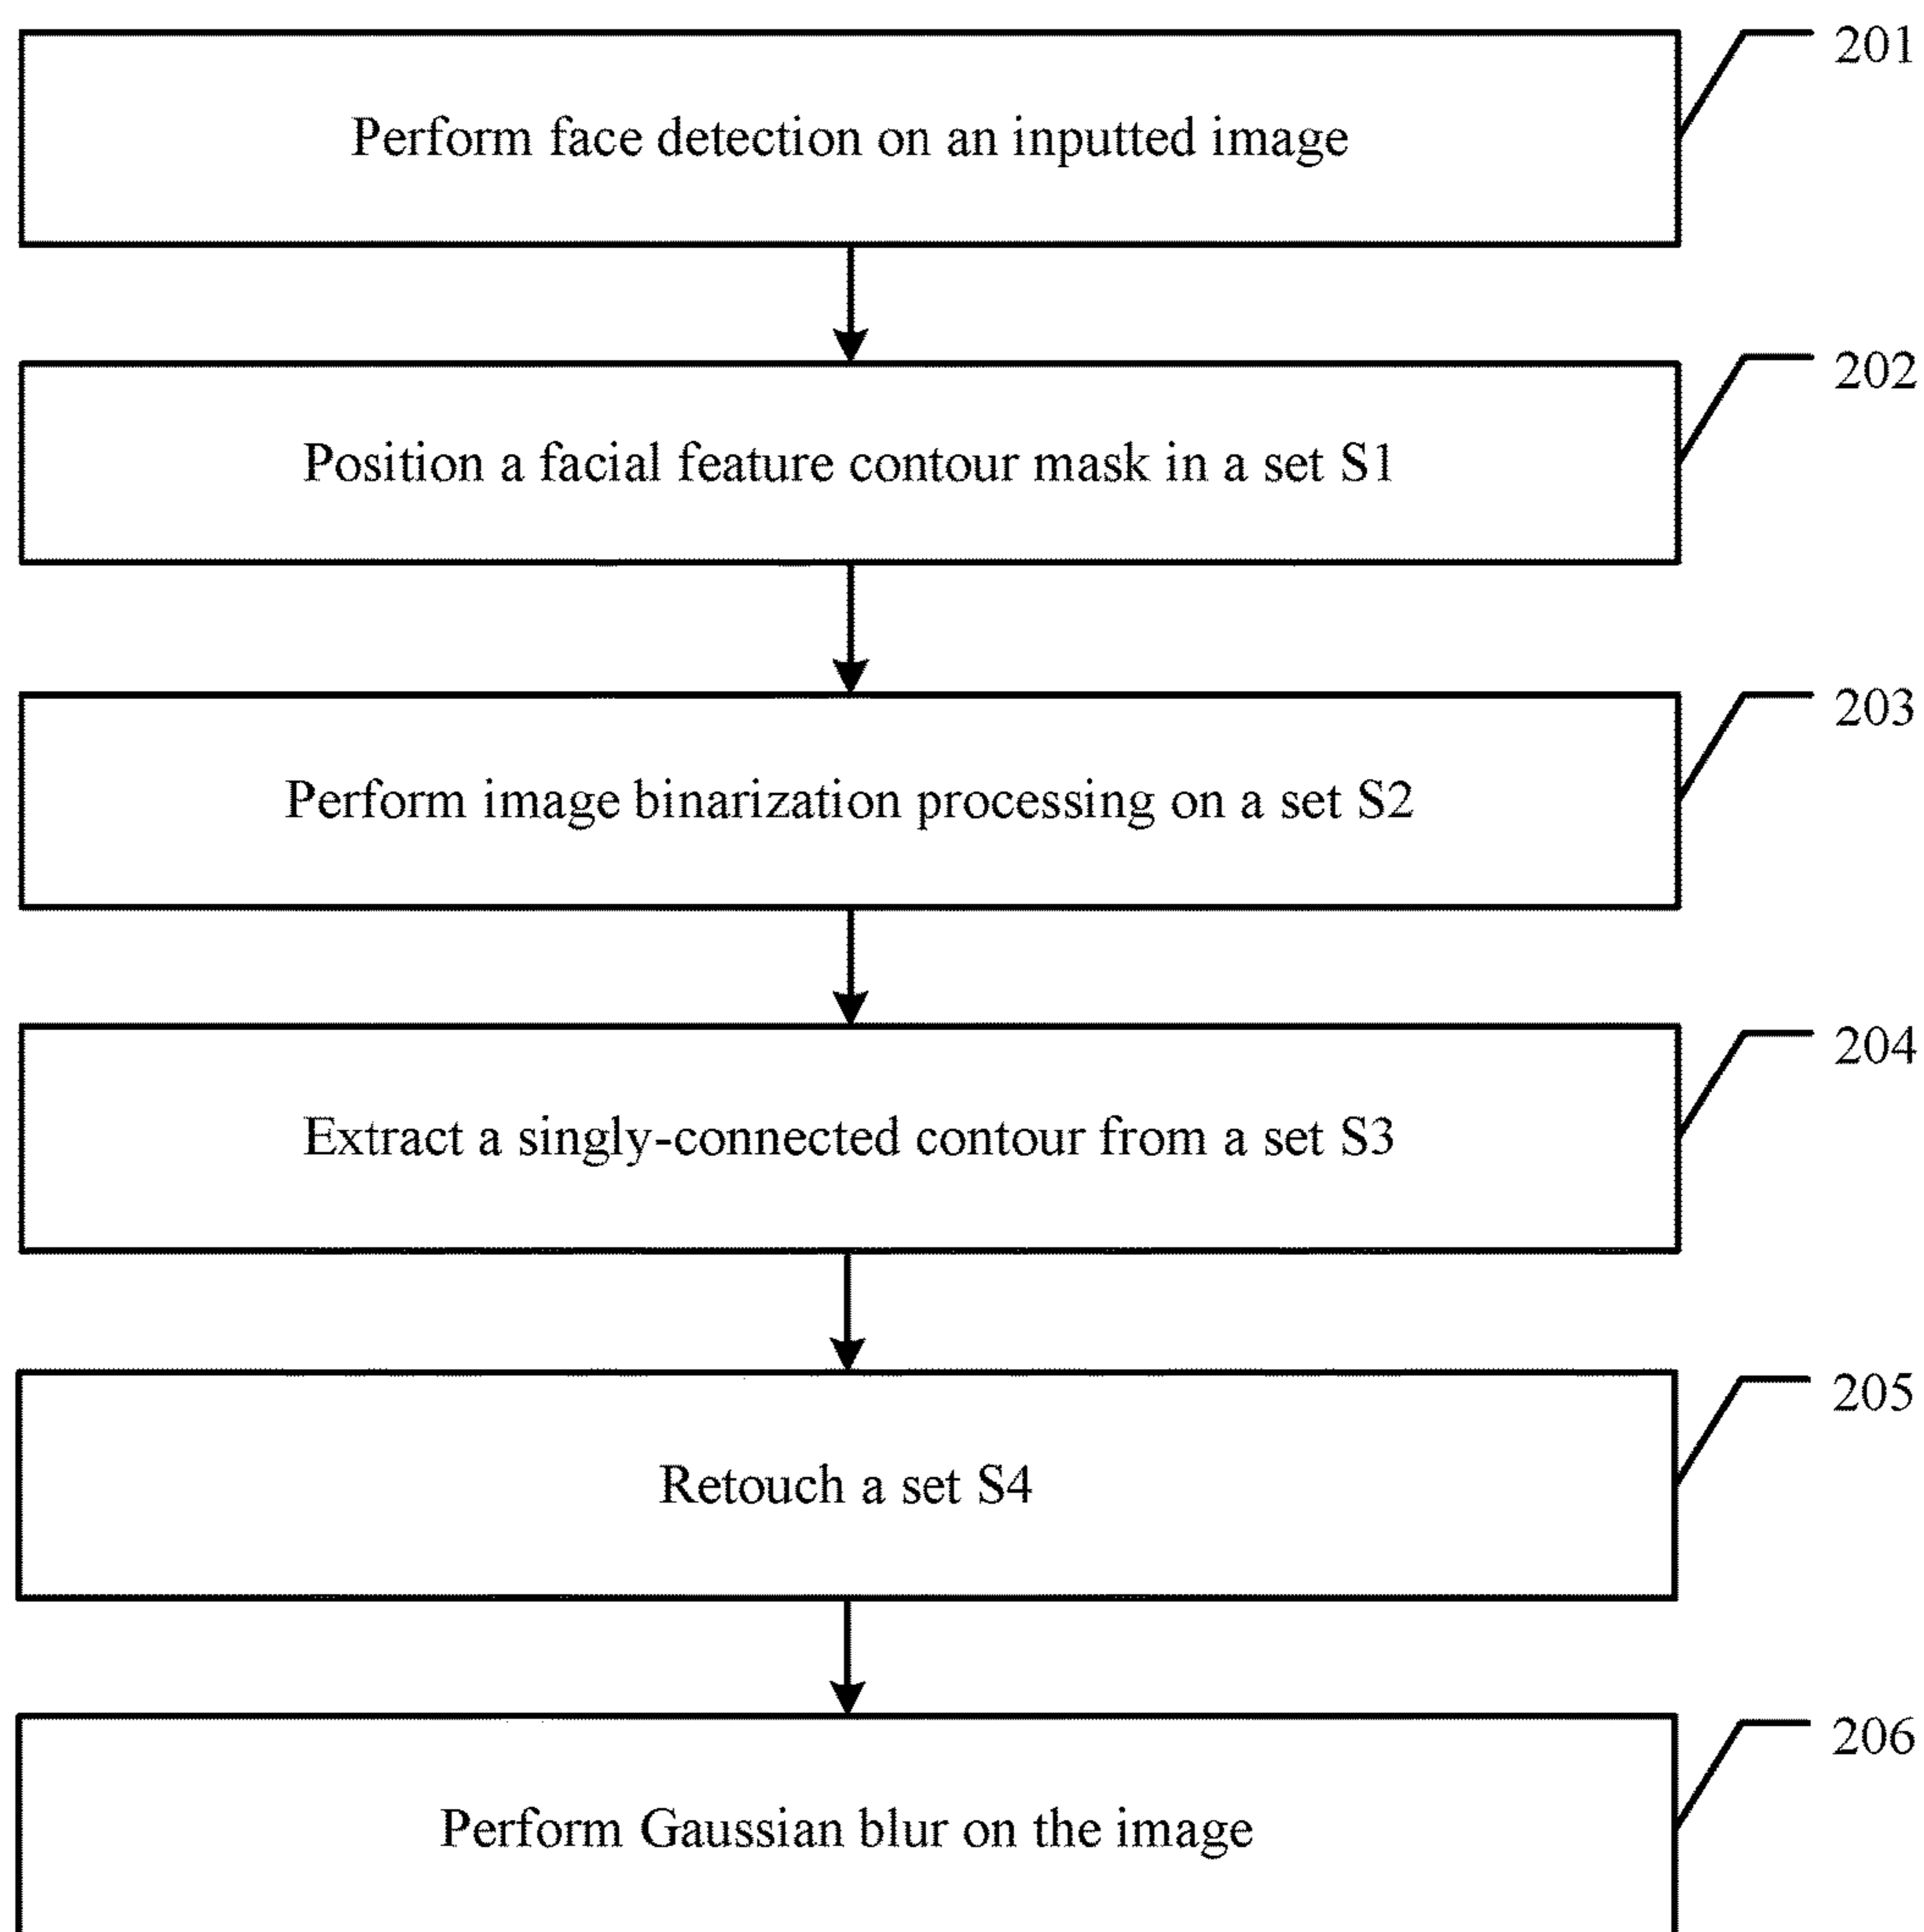 201
Perform face detection on an inputted image
202
Position a facial feature contour mask in a set S1
203
Perform image binarization processing on a set S2
204
Extract a singly-connected contour from a set S3
205
Retouch a set S4
206
Perform Gaussian blur on the image